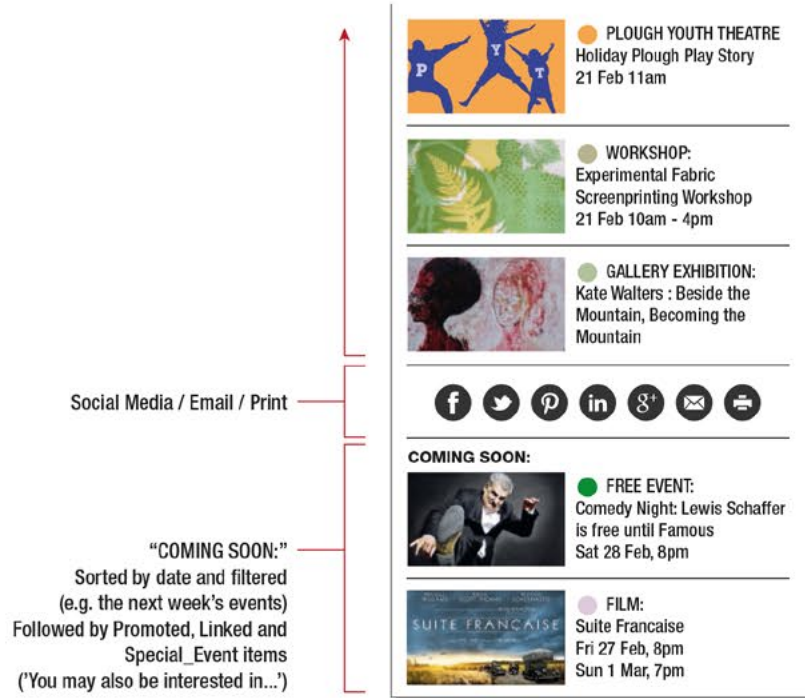 P Y T
PLOUGH YOUTH THEATRE
Holiday Plough Play Story
21 Feb 11am
WORKSHOP:
Experimental Fabric
Screenprinting Workshop
21 Feb 10am - 4pm
GALLERY EXHIBITION:
Kate Walters : Beside the
Mountain, Becoming the
Mountain
Social Media / Email / Print
f in g+
COMING SOON:
FREE EVENT:
Comedy Night: Lewis Schaffer
is free until Famous
Sat 28 Feb, 8pm
"COMING SOON:"
Sorted by date and filtered
(e.g. the next week's events)
Followed by Promoted, Linked and
Special_Event items
('You may also be interested in...')
SUITE FRANCAISE
FILM:
Suite Francaise
Fri 27 Feb, 8pm
Sun 1 Mar, 7pm